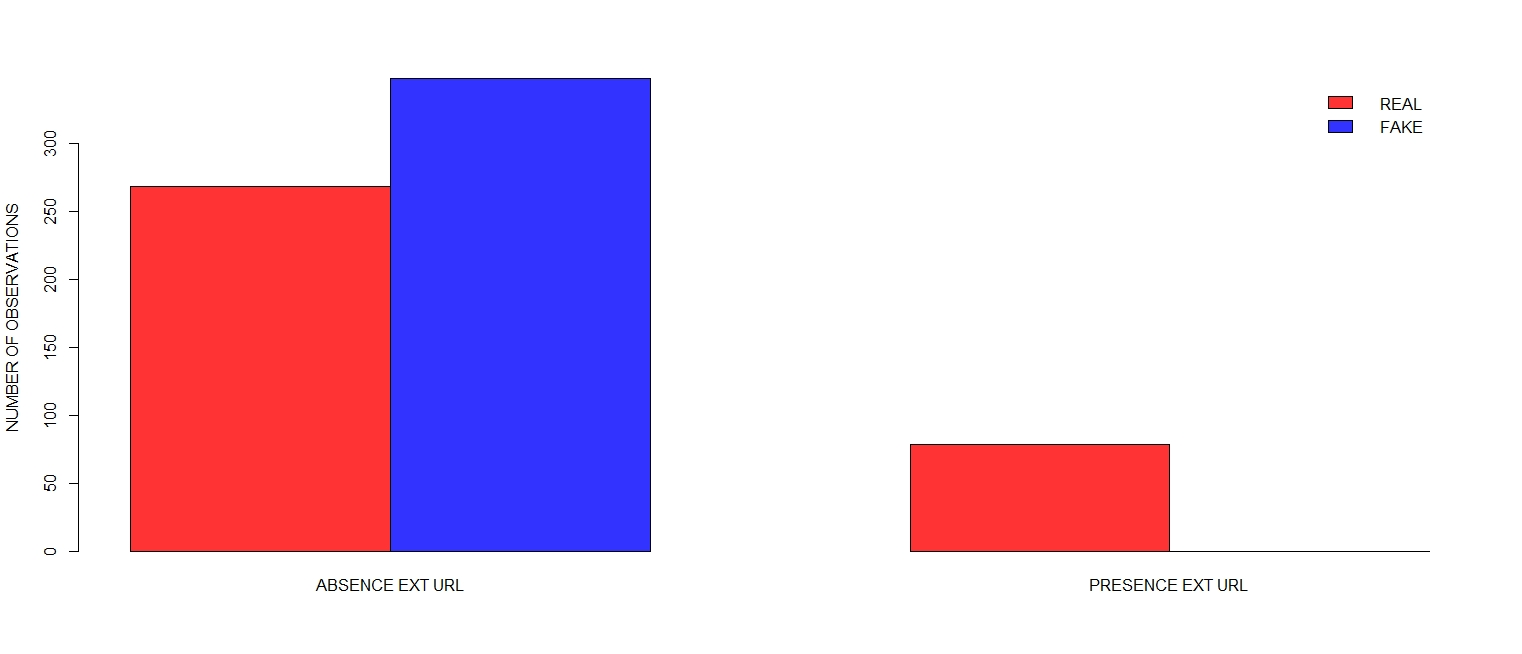 REAL
FAKE
NUMBER OF OBSERVATIONS
300
250
200
150
100
50
0
ABSENCE EXT URL
PRESENCE EXT URL